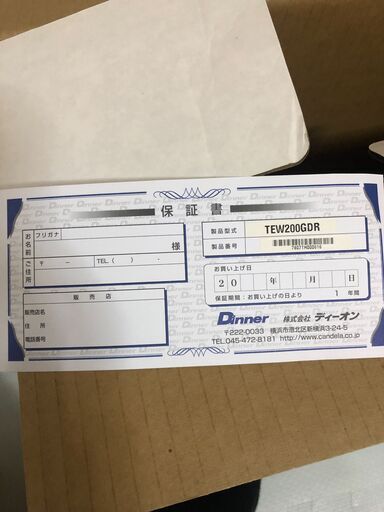 保証書
フリガナ
お名前
様
ご住所
〒 －
TEL （ ） -
販売店
販売店名
住所
電話番号
製品型式
TEW200GDR
製品番号
お買い上げ日
20 年 月 日
保証期間：お買い上げの日より 1 年間
Dinner 株式会社 ディーオン
〒222-0033 横浜市港北区新横浜3-24-5
TEL.045-472-8181 http://www.candela.co.jp